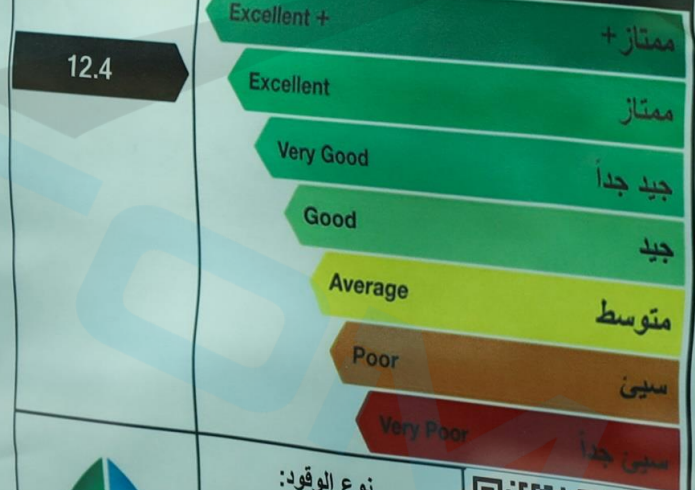 Excellent + ممتاز+
12.4
Excellent ممتاز
Very Good جيد جداً
Good جيد
Average متوسط
Poor سيئ
Very Poor سيئ جداً
نوع الوقود: